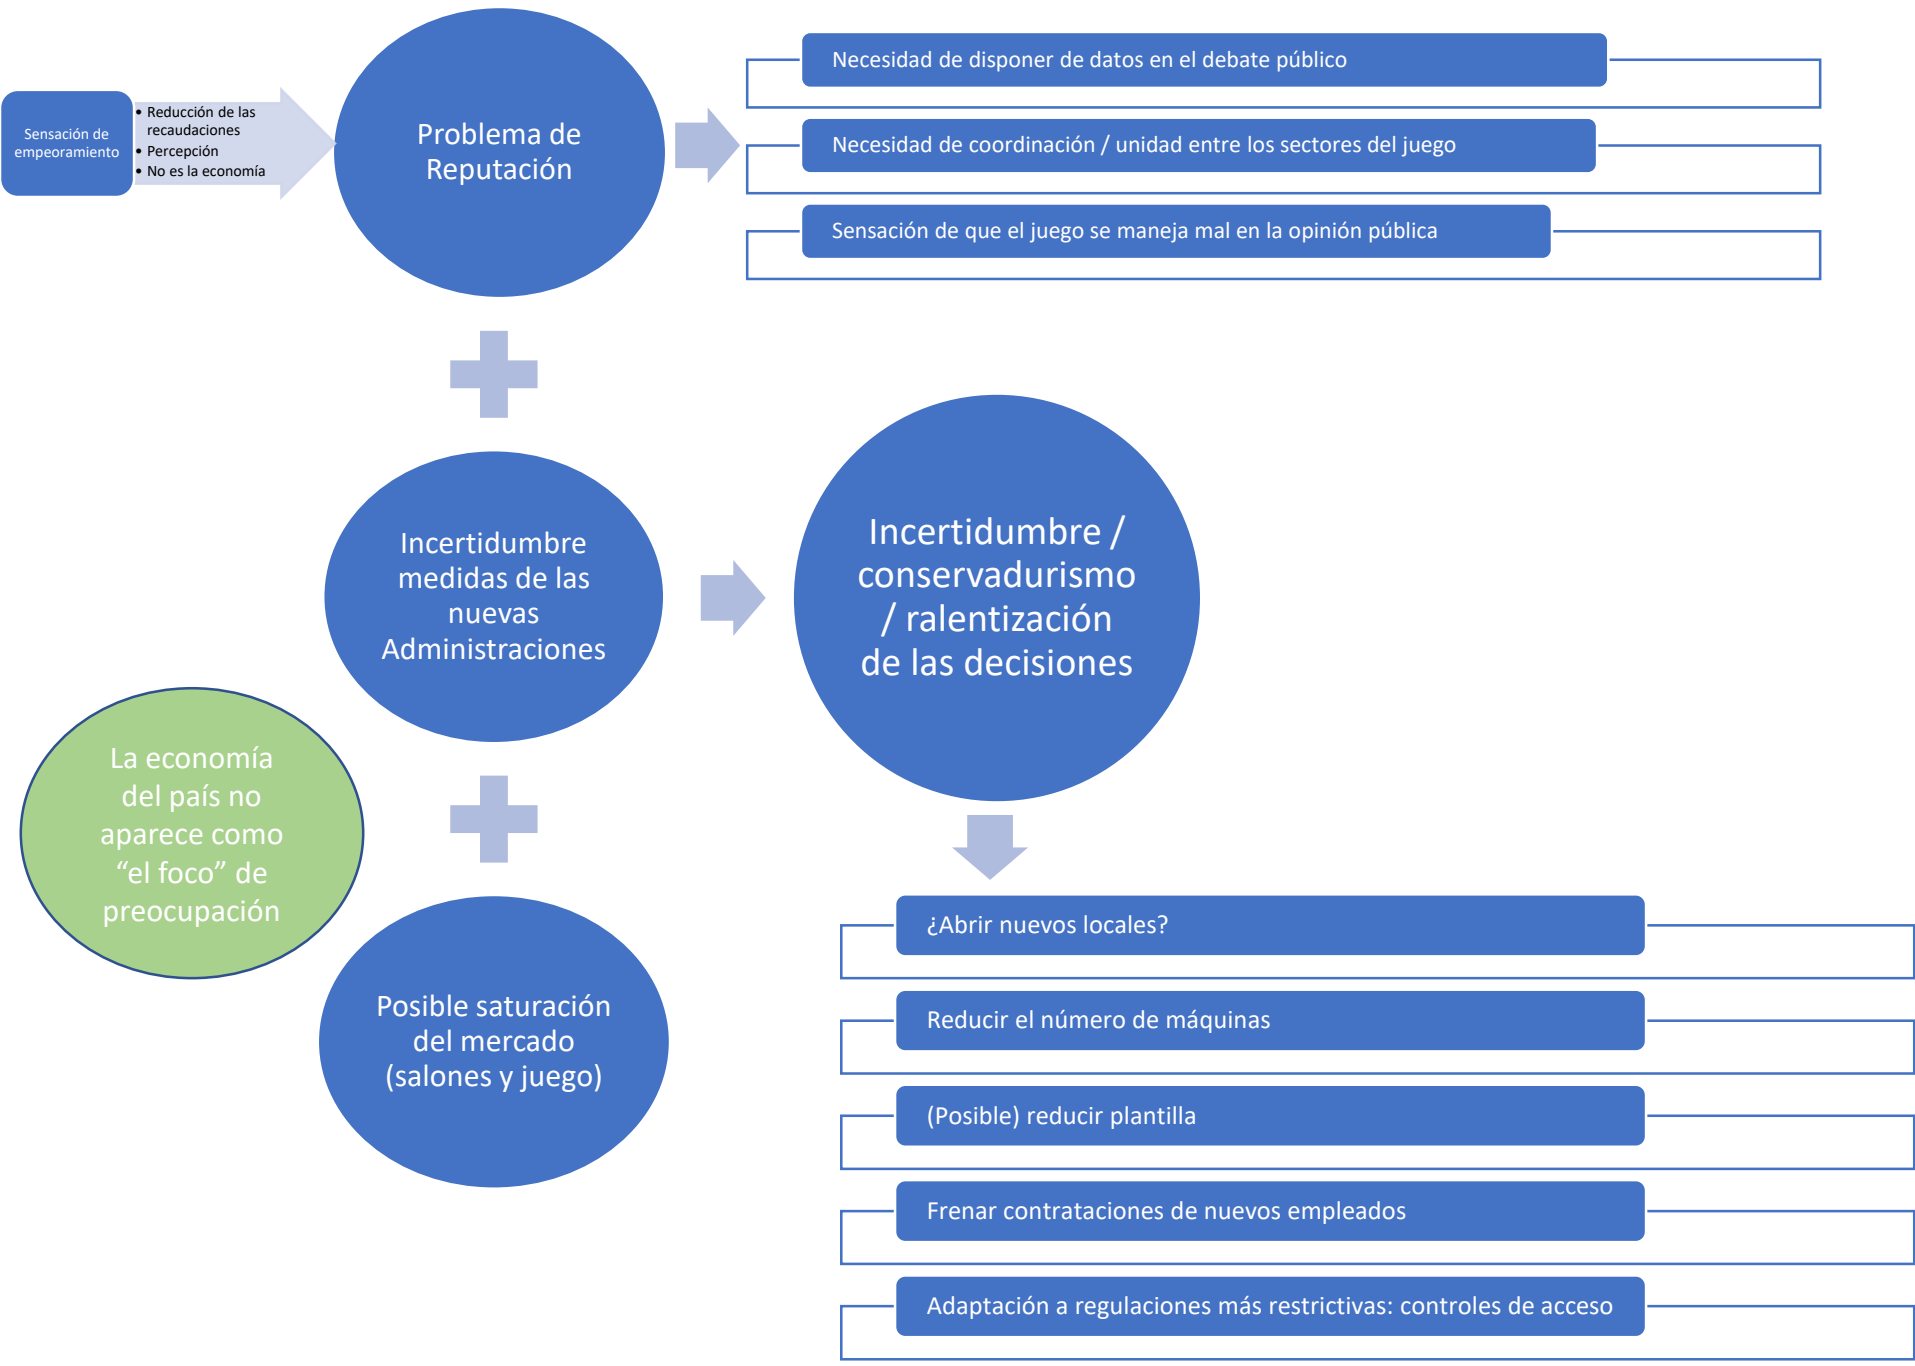 Sensación de
empeoramiento
• Reducción de las
recaudaciones
• Percepción
• No es la economía
Problema de
Reputación
Necesidad de disponer de datos en el debate público
Necesidad de coordinación / unidad entre los sectores del juego
Sensación de que el juego se maneja mal en la opinión pública
Incertidumbre
medidas de las
nuevas
Administraciones
Incertidumbre /
conservadurismo
/ ralentización
de las decisiones
La economía
del país no
aparece como
“el foco” de
preocupación
Posible saturación
del mercado
(salones y juego)
¿Abrir nuevos locales?
Reducir el número de máquinas
(Posible) reducir plantilla
Frenar contrataciones de nuevos empleados
Adaptación a regulaciones más restrictivas: controles de acceso